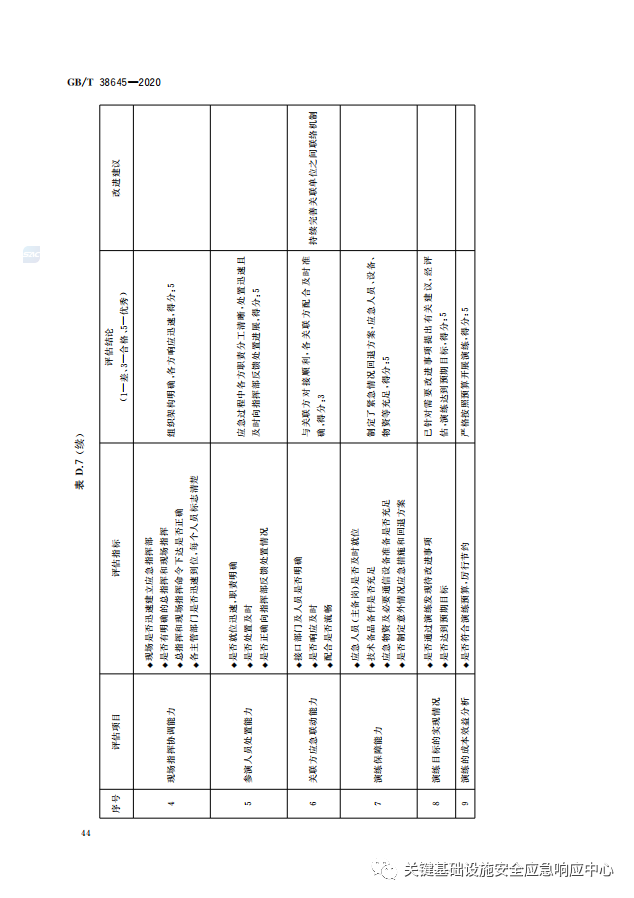 GB/T 38645—2020
表 D.7（续）
序号
评估项目
评估指标
评估结论
（1—差、3—合格、5—优秀）
改进建议
4
现场指挥协调能力
◆现场是否迅速建立应急指挥部
◆是否有明确的总指挥和现场指挥
◆总指挥和现场指挥命令下达是否正确
◆各主管部门是否迅速到位，每个人员标志清楚
组织架构明确，各方响应迅速，得分：5
5
参演人员处置能力
◆是否就位迅速、职责明确
◆是否处置及时
◆是否正确向指挥部反馈处置情况
应急过程中各方职责分工清晰，处置迅速且
及时向指挥部反馈处置进展，得分：5
6
关联方应急联动能力
◆接口部门及人员是否明确
◆是否响应及时
◆配合是否流畅
与关联方对接顺利，各关联方配合及时准
确，得分：3
持续完善关联单位之间联络机制
7
演练保障能力
◆应急人员（主备岗）是否及时就位
◆技术备品备件是否充足
◆应急物资及必要通信设备准备是否充足
◆是否制定意外情况应急措施和回退方案
制定了紧急情况回退方案，应急人员、设备、
物资等充足，得分：5
8
演练目标的实现情况
◆是否通过演练发现待改进事项
◆是否达到预期目标
已针对需要改进事项提出有关建议，经评
估，演练达到预期目标，得分：5
9
演练的成本效益分析
◆是否符合演练预算，厉行节约
严格按照预算开展演练，得分：5
44
关键基础设施安全应急响应中心